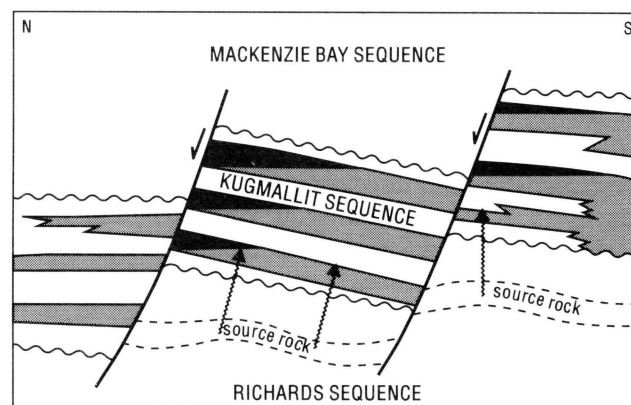 N
S
MACKENZIE BAY SEQUENCE
KUGMALLIT SEQUENCE
source rock
source rock
RICHARDS SEQUENCE